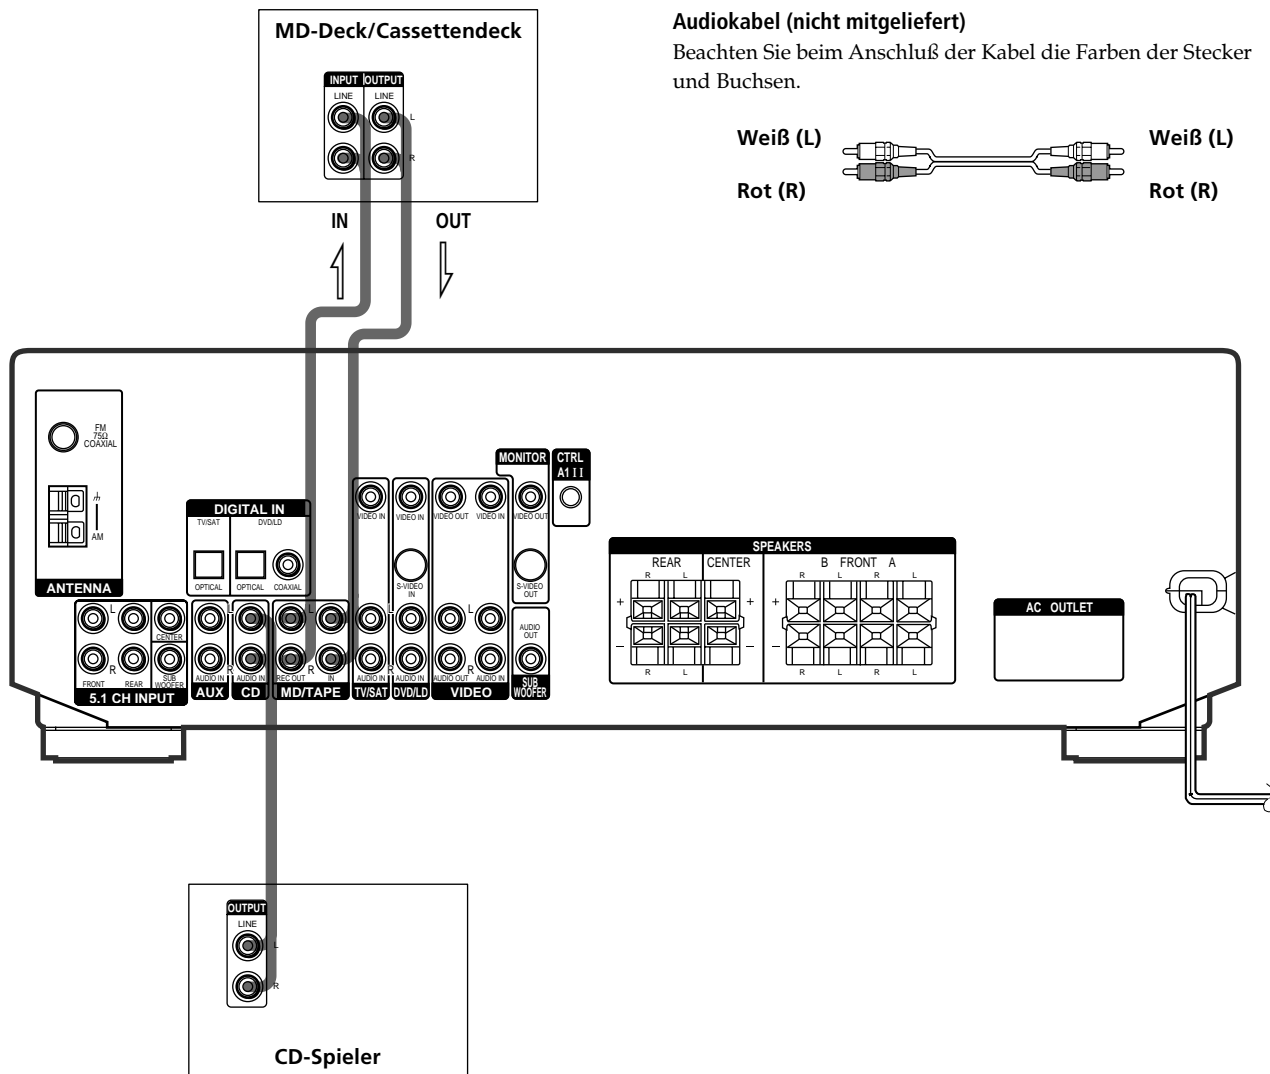 MD-Deck/Cassettendeck
INPUT OUTPUT
LINE LINE
L
R
IN OUT
Audiokabel (nicht mitgeliefert)
Beachten Sie beim Anschluß der Kabel die Farben der Stecker
und Buchsen.
Weiß (L) Weiß (L)
Rot (R) Rot (R)
FM
75Ω
COAXIAL
AM
ANTENNA
DIGITAL IN
TV/SAT DVD/LD
OPTICAL OPTICAL COAXIAL
MONITOR
CTRL
A1 II
VIDEO IN VIDEO IN VIDEO OUT VIDEO IN VIDEO OUT
S-VIDEO
IN
S-VIDEO
OUT
AUDIO
OUT
L L L L L
CENTER
R R R R R
FRONT REAR
SUB
WOOFER
AUDIO IN AUDIO IN REC OUT IN AUDIO IN AUDIO IN AUDIO OUT AUDIO IN
5.1 CH INPUT AUX CD MD/TAPE TV/SAT DVD/LD VIDEO
SUB
WOOFER
SPEAKERS
REAR CENTER B FRONT A
R L R L R L
+ + +
– – –
R L R L R L
AC OUTLET
OUTPUT
LINE
L
R
CD-Spieler